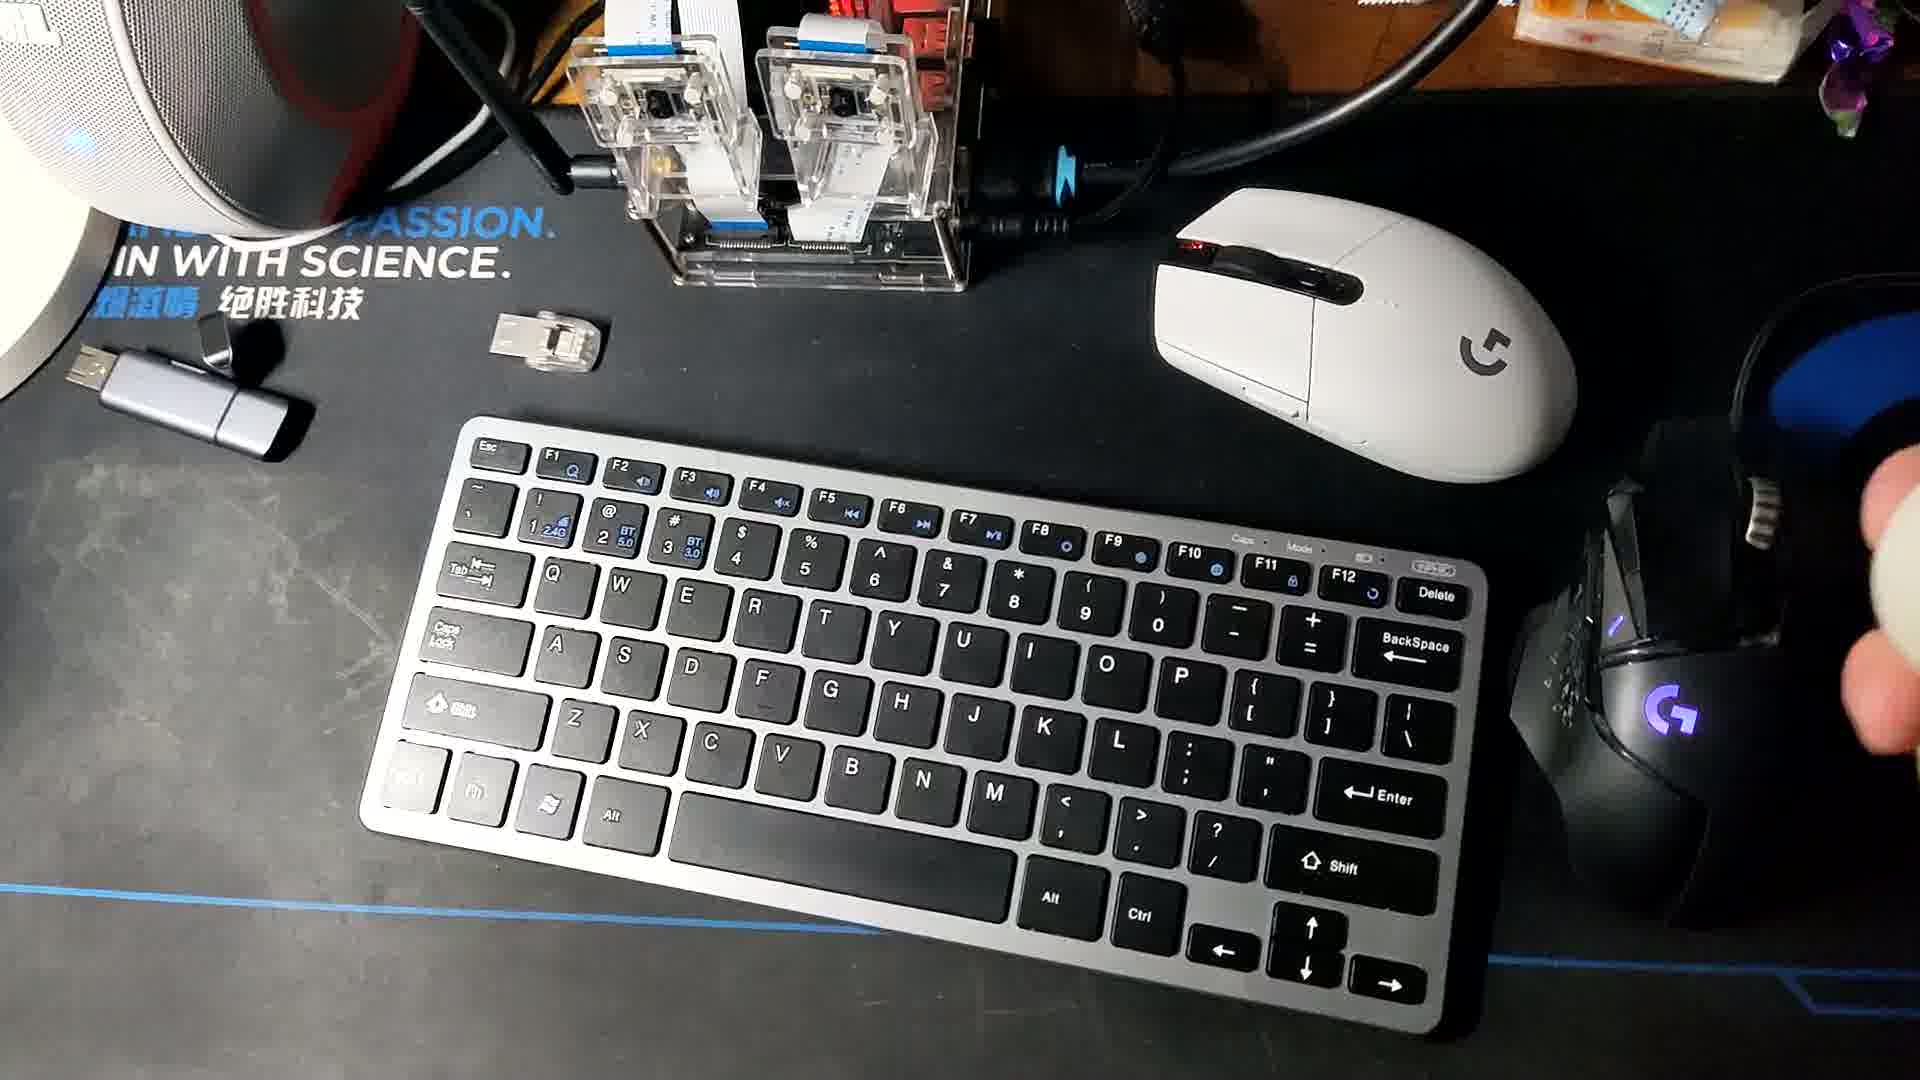 PASSION.
IN WITH SCIENCE.
绝胜科技
Esc F1 F2 F3 F4 F5 F6 F7 F8 F9 F10 F11 F12 Delete
Caps Mode
~ ! @ # $ % ^ & * ( ) _ +
1 2.4G 2 BT 5.0 3 BT 3.0 4 5 6 7 8 9 0 - = BackSpace
Tab Q W E R T Y U I O P { [ } ] | \
Caps Lock A S D F G H J K L : ; " ' Enter
Shift Z X C V B N M < , > . ? / Shift
Fn Alt Alt Ctrl
G
G